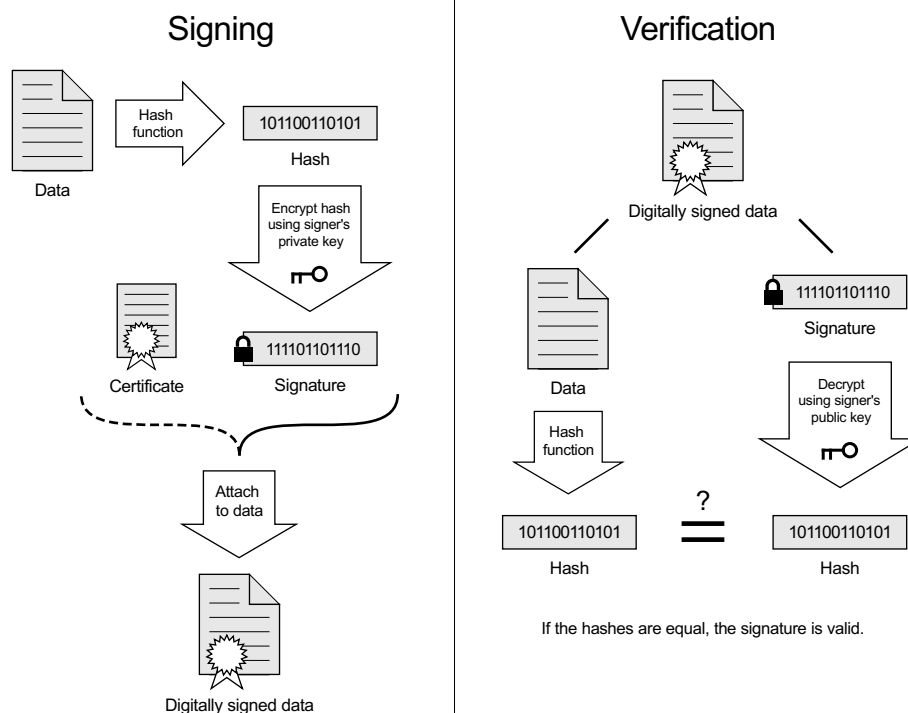 Signing
Hash
function
101100110101
Hash
Data
Encrypt hash
using signer's
private key
111101101110
Certificate
Signature
Attach
to data
Digitally signed data
Verification
Digitally signed data
111101101110
Signature
Data
Decrypt
using signer's
public key
Hash
function
?
101100110101
=
101100110101
Hash
Hash
If the hashes are equal, the signature is valid.